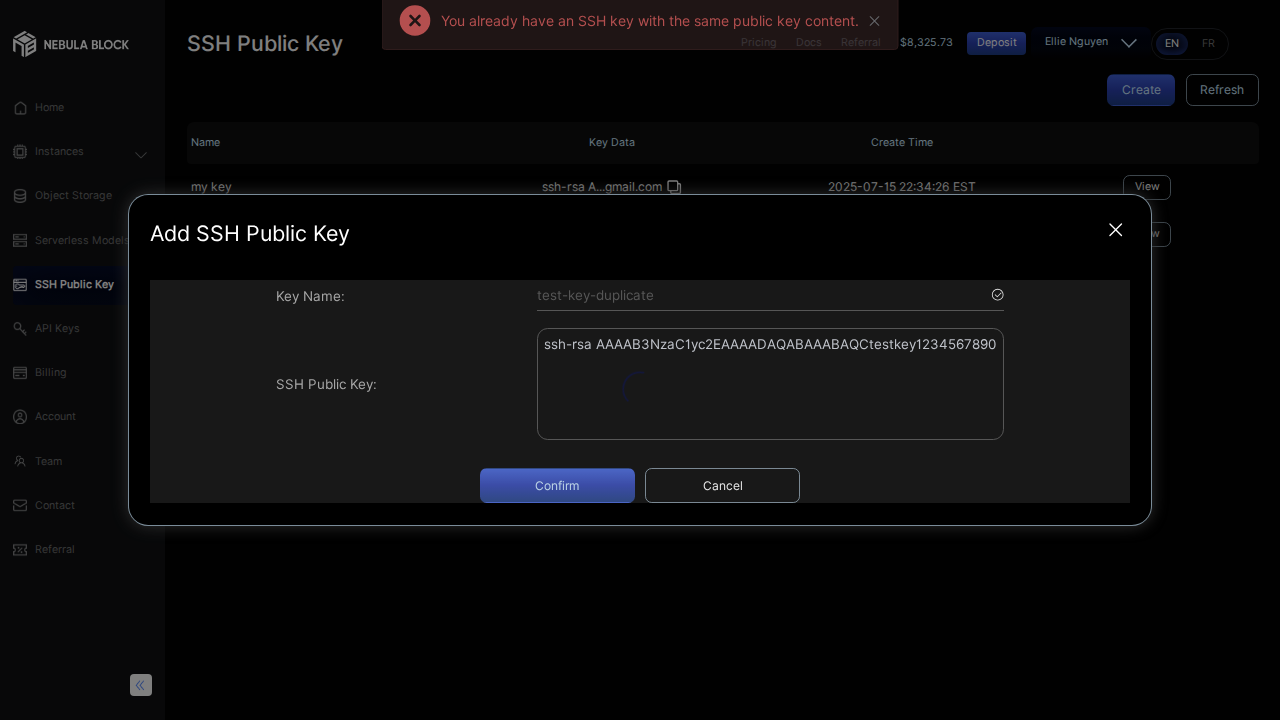 You already have an SSH key with the same public key content.
NEBULA BLOCK
SSH Public Key
Pricing
Docs
Referral
$8,325.73
Deposit
Ellie Nguyen
EN
FR
Create
Refresh
Home
Instances
Object Storage
Serverless Models
SSH Public Key
API Keys
Billing
Account
Team
Contact
Referral
Name
Key Data
Create Time
my key
ssh-rsa A...gmail.com
2025-07-15 22:34:26 EST
View
Add SSH Public Key
Key Name:
test-key-duplicate
SSH Public Key:
ssh-rsa AAAAB3NzaC1yc2EAAAADAQABAAABAQCtestkey1234567890
Confirm
Cancel